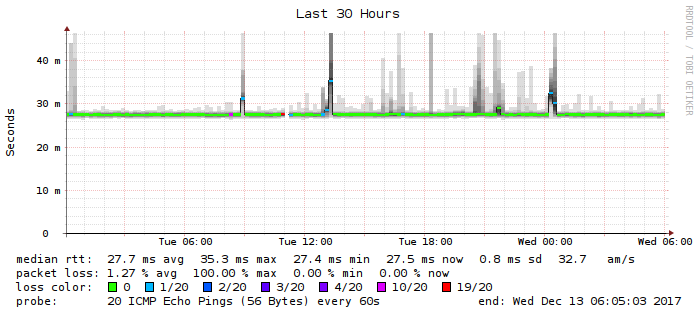 Last 30 Hours
RRDTOOL / TOBI OETIKER
Seconds
40 m
30 m
20 m
10 m
0
Tue 06:00 Tue 12:00 Tue 18:00 Wed 00:00 Wed 06:00
median rtt: 27.7 ms avg 35.3 ms max 27.4 ms min 27.5 ms now 0.8 ms sd 32.7 am/s
packet loss: 1.27 % avg 100.00 % max 0.00 % min 0.00 % now
loss color: 0 1/20 2/20 3/20 4/20 10/20 19/20
probe: 20 ICMP Echo Pings (56 Bytes) every 60s end: Wed Dec 13 06:05:03 2017